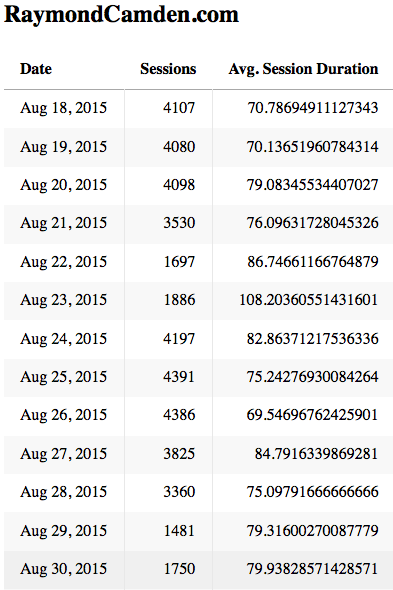 RaymondCamden.com
Date Sessions Avg. Session Duration
Aug 18, 2015 4107 70.78694911127343
Aug 19, 2015 4080 70.13651960784314
Aug 20, 2015 4098 79.08345534407027
Aug 21, 2015 3530 76.09631728045326
Aug 22, 2015 1697 86.74661166764879
Aug 23, 2015 1886 108.20360551431601
Aug 24, 2015 4197 82.86371217536336
Aug 25, 2015 4391 75.24276930084264
Aug 26, 2015 4386 69.54696762425901
Aug 27, 2015 3825 84.7916339869281
Aug 28, 2015 3360 75.09791666666666
Aug 29, 2015 1481 79.31600270087779
Aug 30, 2015 1750 79.93828571428571